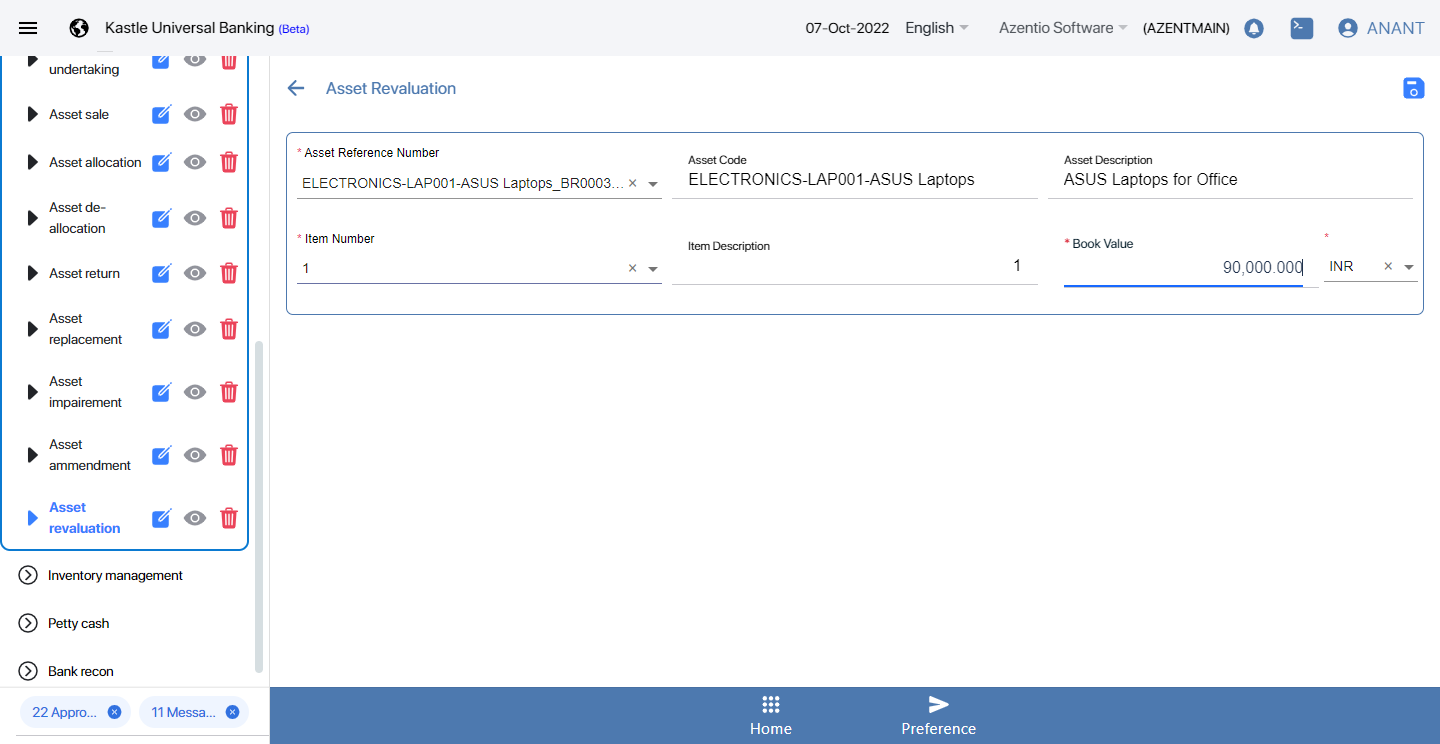 Kastle Universal Banking (Beta)
07-Oct-2022
English
Azentio Software
(AZENTMAIN)
ANANT
undertaking
Asset sale
Asset allocation
Asset de-
allocation
Asset return
Asset
replacement
Asset
impairement
Asset
ammendment
Asset
revaluation
Inventory management
Petty cash
Bank recon
22 Appro...
11 Messa...
Asset Revaluation
* Asset Reference Number
ELECTRONICS-LAP001-ASUS Laptops_BR0003...
Asset Code
ELECTRONICS-LAP001-ASUS Laptops
Asset Description
ASUS Laptops for Office
* Item Number
1
Item Description
1
* Book Value
90,000.000
*
INR
Home
Preference